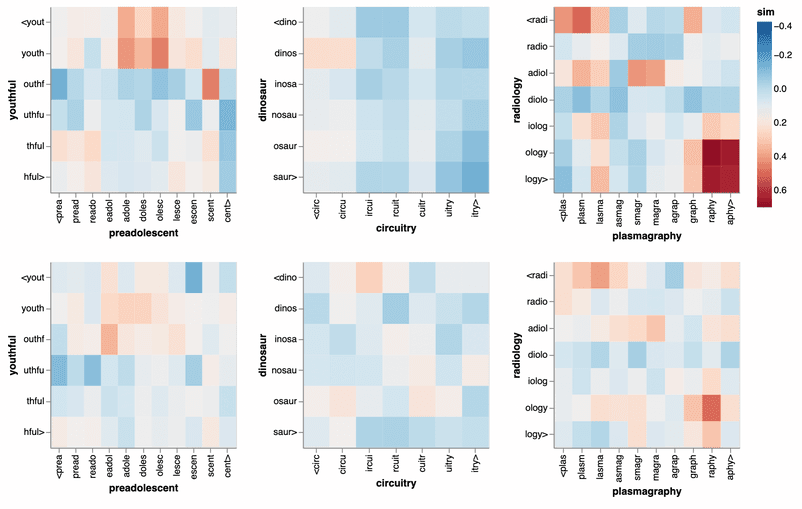 <yout
youth
outhf
uthfu
thful
hful>
youthful
<prea
pread
reado
eadol
adole
doles
olesc
lesce
escen
scent
cent>
preadolescent
<dino
dinos
inosa
nosau
osaur
saur>
dinosaur
<circ
circu
ircui
rcuit
cuitr
uitry
itry>
circuitry
<radi
radio
adiol
diolo
iolog
ology
logy>
radiology
<plas
plasm
lasma
asmag
smagr
magra
agrap
graph
raphy
aphy>
plasmagraphy
sim
-0.4
-0.2
0.0
0.2
0.4
0.6
<yout
youth
outhf
uthfu
thful
hful>
youthful
<prea
pread
reado
eadol
adole
doles
olesc
lesce
escen
scent
cent>
preadolescent
<dino
dinos
inosa
nosau
osaur
saur>
dinosaur
<circ
circu
ircui
rcuit
cuitr
uitry
itry>
circuitry
<radi
radio
adiol
diolo
iolog
ology
logy>
radiology
<plas
plasm
lasma
asmag
smagr
magra
agrap
graph
raphy
aphy>
plasmagraphy